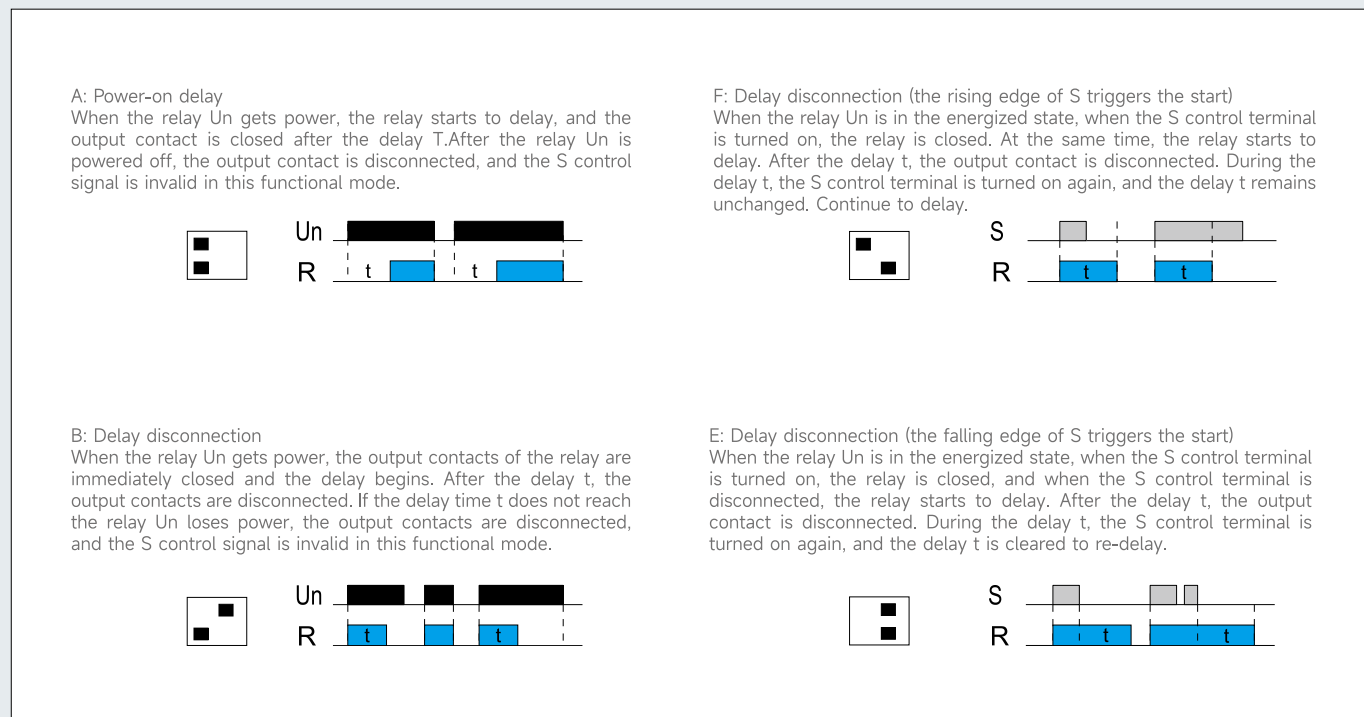 A: Power-on delay
When the relay Un gets power, the relay starts to delay, and the
output contact is closed after the delay T.After the relay Un is
powered off, the output contact is disconnected, and the S control
signal is invalid in this functional mode.
Un
R
t
t
F: Delay disconnection (the rising edge of S triggers the start)
When the relay Un is in the energized state, when the S control terminal
is turned on, the relay is closed. At the same time, the relay starts to
delay. After the delay t, the output contact is disconnected. During the
delay t, the S control terminal is turned on again, and the delay t remains
unchanged. Continue to delay.
S
R
t
t
B: Delay disconnection
When the relay Un gets power, the output contacts of the relay are
immediately closed and the delay begins. After the delay t, the
output contacts are disconnected. If the delay time t does not reach
the relay Un loses power, the output contacts are disconnected,
and the S control signal is invalid in this functional mode.
Un
R
t
t
E: Delay disconnection (the falling edge of S triggers the start)
When the relay Un is in the energized state, when the S control terminal
is turned on, the relay is closed, and when the S control terminal is
disconnected, the relay starts to delay. After the delay t, the output
contact is disconnected. During the delay t, the S control terminal is
turned on again, and the delay t is cleared to re-delay.
S
R
t
t